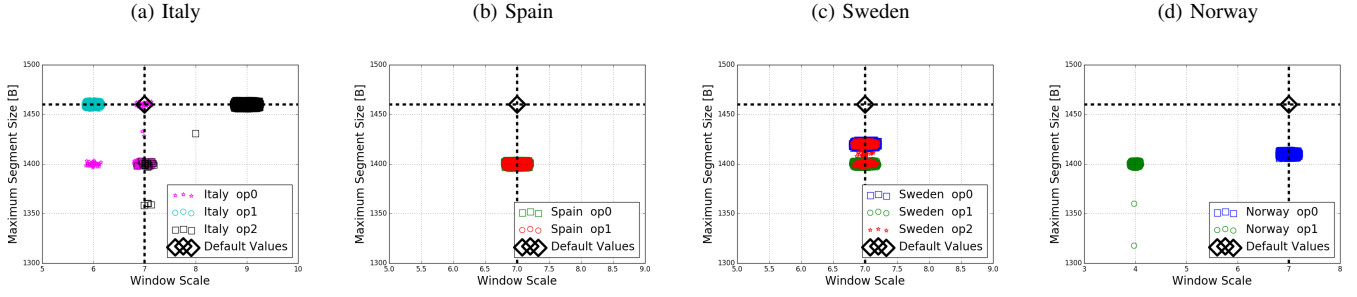 (a) Italy
(b) Spain
(c) Sweden
(d) Norway
Maximum Segment Size [B]
1500
1450
1400
1350
1300
Italy op0
Italy op1
Italy op2
Default Values
5 6 7 8 9 10
Window Scale
Maximum Segment Size [B]
1500
1450
1400
1350
1300
Spain op0
Spain op1
Default Values
5.0 5.5 6.0 6.5 7.0 7.5 8.0 8.5 9.0
Window Scale
Maximum Segment Size [B]
1500
1450
1400
1350
1300
Sweden op0
Sweden op1
Sweden op2
Default Values
5.0 5.5 6.0 6.5 7.0 7.5 8.0 8.5 9.0
Window Scale
Maximum Segment Size [B]
1500
1450
1400
1350
1300
Norway op0
Norway op1
Default Values
3 4 5 6 7 8
Window Scale